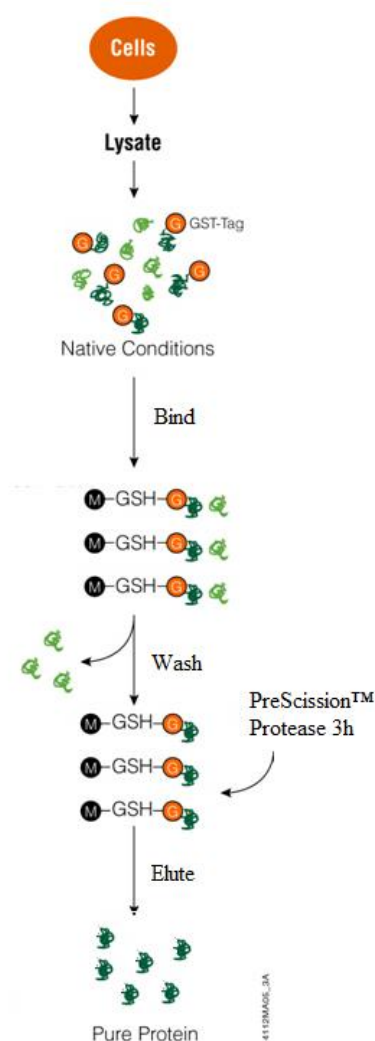 Cells
Lysate
G GST-Tag
G
G
G
G
Native Conditions
Bind
M-GSH-G
M-GSH-G
M-GSH-G
Wash
PreScission™
Protease 3h
M-GSH-G
M-GSH-G
M-GSH-G
Elute
Pure Protein
4112MA05_3A